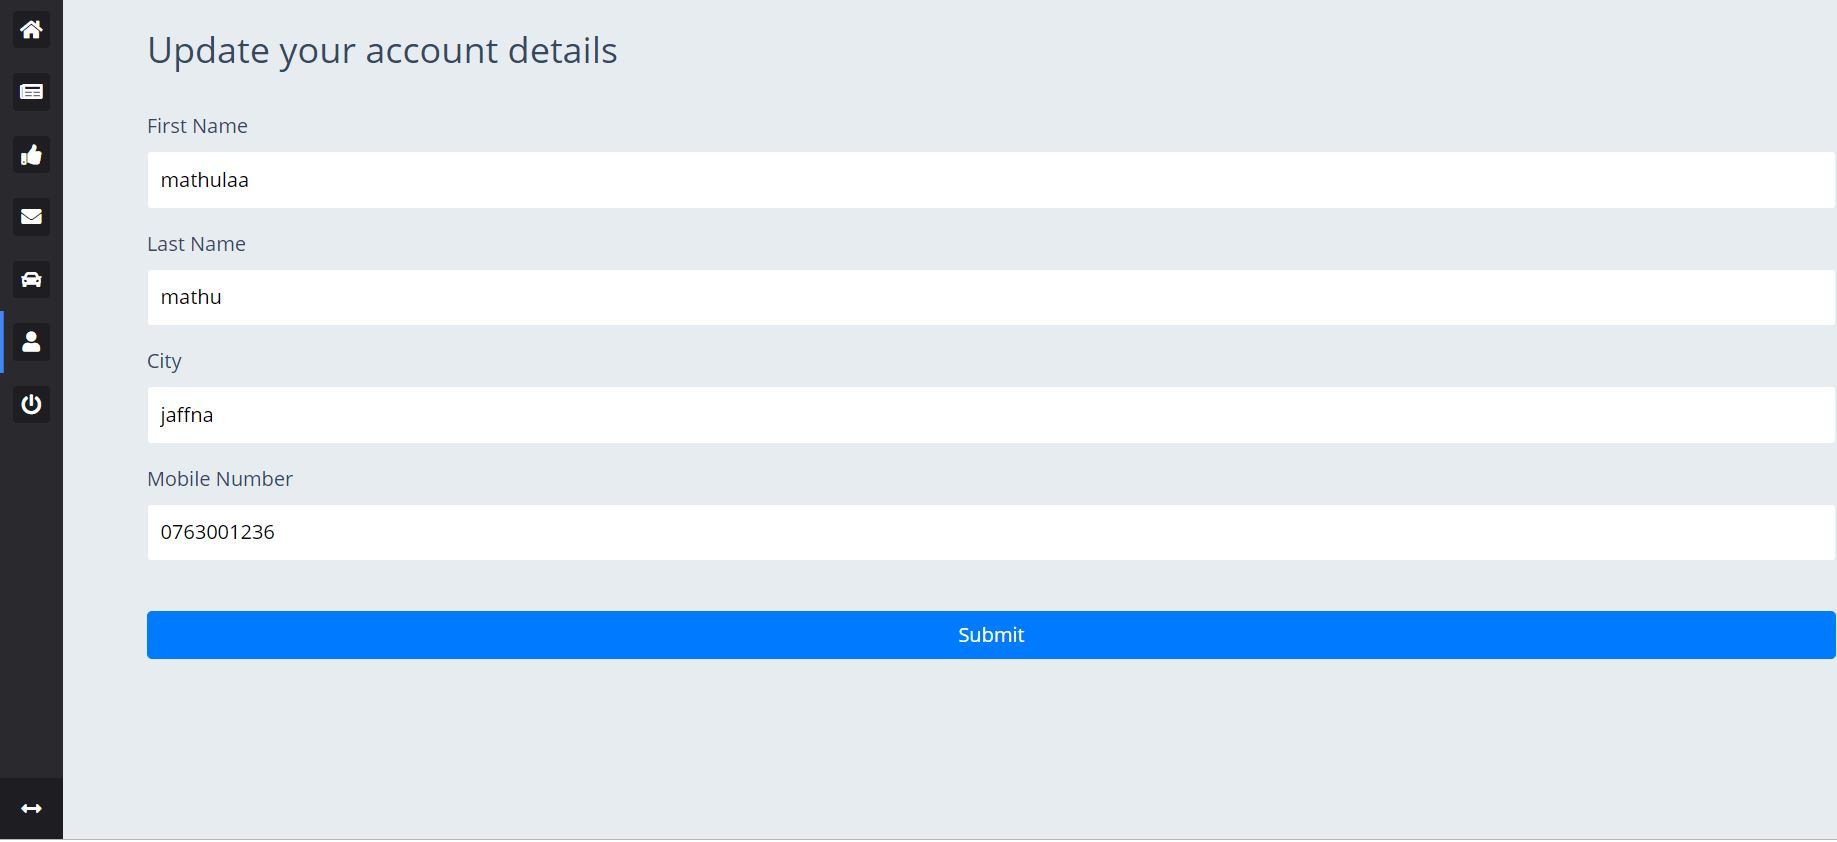 Update your account details
First Name
mathulaa
Last Name
mathu
City
jaffna
Mobile Number
0763001236
Submit